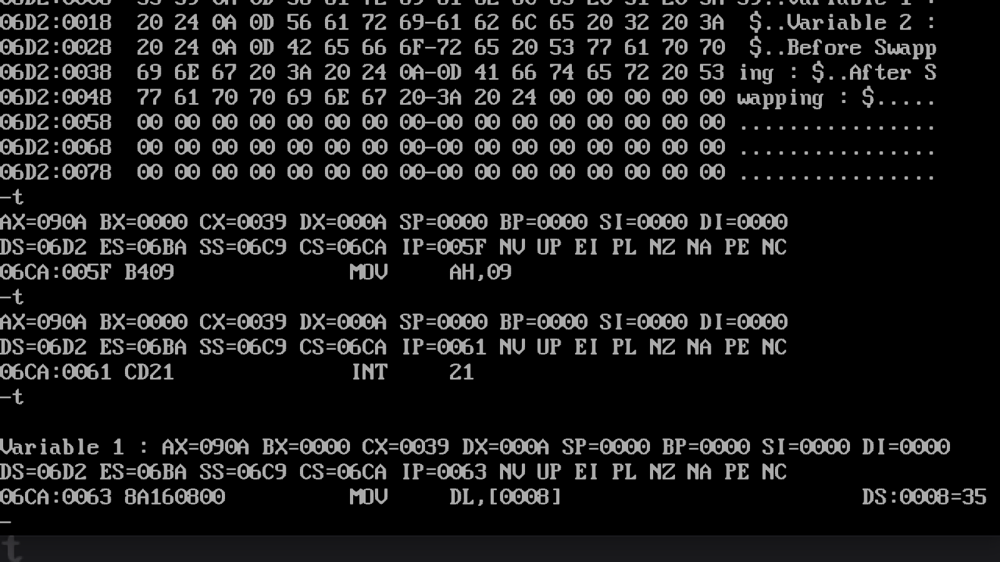 06D2:0018  20 24 0A 0D 56 61 72 69-61 62 6C 65 20 32 20 3A  $..Variable 2 :
06D2:0028  20 24 0A 0D 42 65 66 6F-72 65 20 53 77 61 70 70  $..Before Swapp
06D2:0038  69 6E 67 20 3A 20 24 0A-0D 41 66 74 65 72 20 53 ing : $..After S
06D2:0048  77 61 70 70 69 6E 67 20-3A 20 24 00 00 00 00 00 wapping : $.....
06D2:0058  00 00 00 00 00 00 00 00-00 00 00 00 00 00 00 00 ................
06D2:0068  00 00 00 00 00 00 00 00-00 00 00 00 00 00 00 00 ................
06D2:0078  00 00 00 00 00 00 00 00-00 00 00 00 00 00 00 00 ................
-t
AX=090A BX=0000 CX=0039 DX=000A SP=0000 BP=0000 SI=0000 DI=0000
DS=06D2 ES=06BA SS=06C9 CS=06CA IP=005F NV UP EI PL NZ NA PE NC
06CA:005F B409              MOV     AH,09
-t
AX=090A BX=0000 CX=0039 DX=000A SP=0000 BP=0000 SI=0000 DI=0000
DS=06D2 ES=06BA SS=06C9 CS=06CA IP=0061 NV UP EI PL NZ NA PE NC
06CA:0061 CD21              INT     21
-t
Variable 1 : AX=090A BX=0000 CX=0039 DX=000A SP=0000 BP=0000 SI=0000 DI=0000
DS=06D2 ES=06BA SS=06C9 CS=06CA IP=0063 NV UP EI PL NZ NA PE NC
06CA:0063 8A160800          MOV     DL,[0008]                        DS:0008=35
-
t